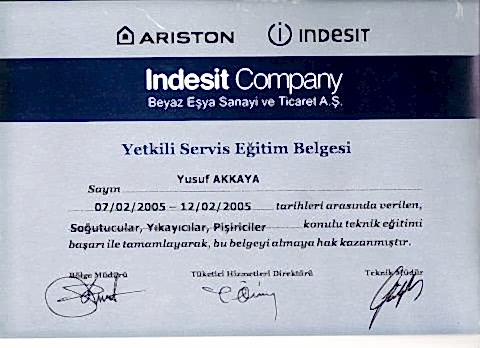 ARISTON INDESIT
Indesit Company
Beyaz Eşya Sanayi ve Ticaret A.Ş.
Yetkili Servis Eğitim Belgesi
Sayın Yusuf AKKAYA
07/02/2005 – 12/02/2005 tarihleri arasında verilen,
Soğutucular, Yıkayıcılar, Pişiriciler konulu teknik eğitimi
başarı ile tamamlayarak, bu belgeyi almaya hak kazanmıştır.
Bölge Müdürü Tüketici Hizmetleri Direktörü Teknik Müdür